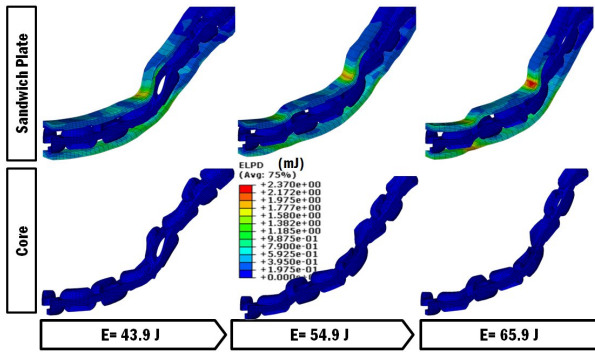 Sandwich Plate
Core
ELPD (mJ)
(Avg: 75%)
+2.370e+00
+2.172e+00
+1.975e+00
+1.777e+00
+1.580e+00
+1.382e+00
+1.185e+00
+9.875e-01
+7.900e-01
+5.925e-01
+3.950e-01
+1.975e-01
+0.000e+
E= 43.9 J
E= 54.9 J
E= 65.9 J